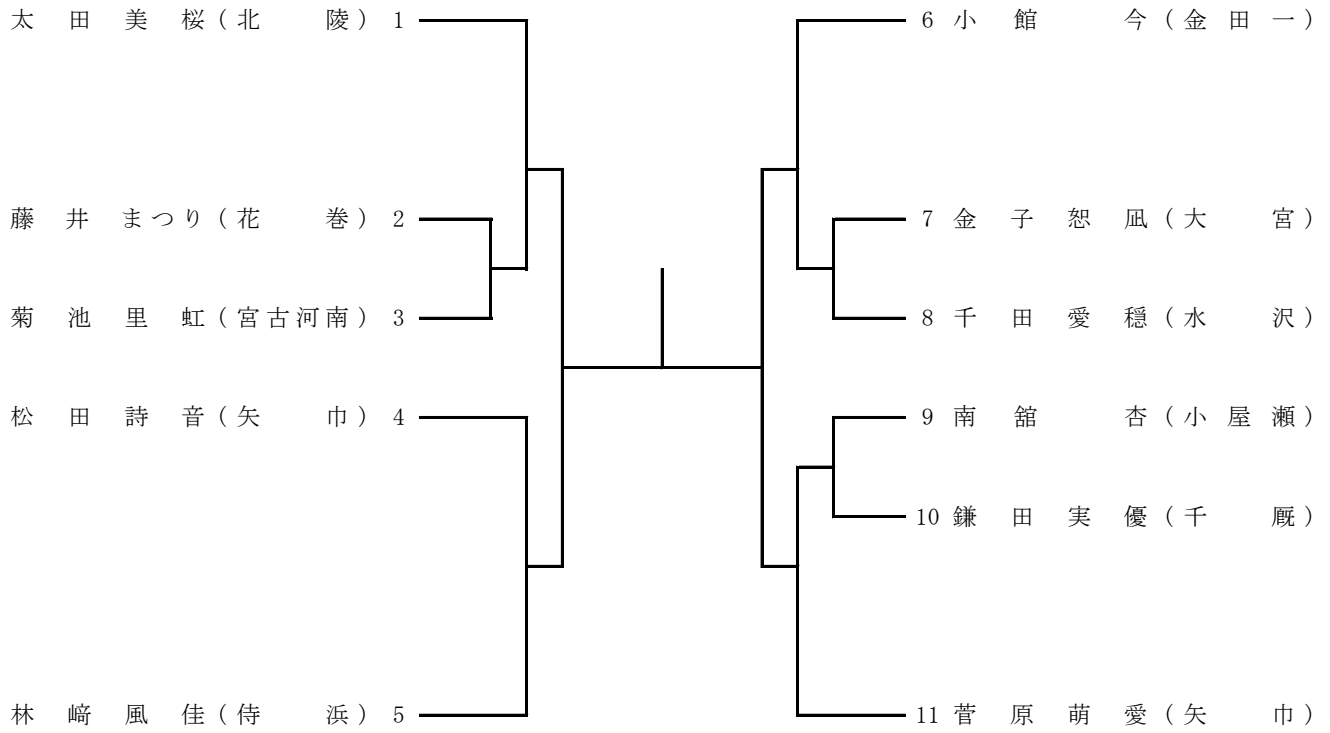 太田美桜(北陵) 1
藤井まつり(花巻) 2
菊池里虹(宮古河南) 3
松田詩音(矢巾) 4
林﨑風佳(侍浜) 5
6 小館今(金田一)
7 金子恕凪(大宮)
8 千田愛穏(水沢)
9 南舘杏(小屋瀬)
10 鎌田実優(千厩)
11 菅原萌愛(矢巾)